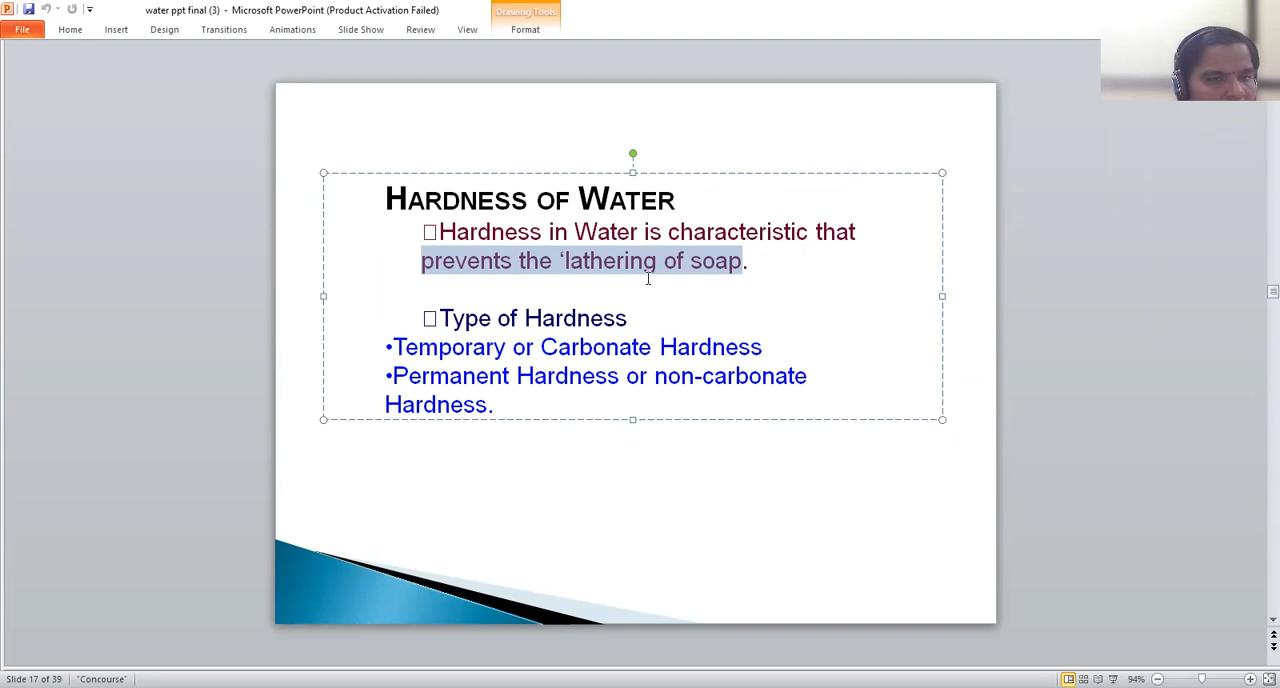 water ppt final (3) - Microsoft PowerPoint (Product Activation Failed)
Drawing Tools
File Home Insert Design Transitions Animations Slide Show Review View Format
HARDNESS OF WATER
□Hardness in Water is characteristic that
prevents the ‘lathering of soap.
□Type of Hardness
•Temporary or Carbonate Hardness
•Permanent Hardness or non-carbonate
Hardness.
Slide 17 of 39 "Concourse" 94%